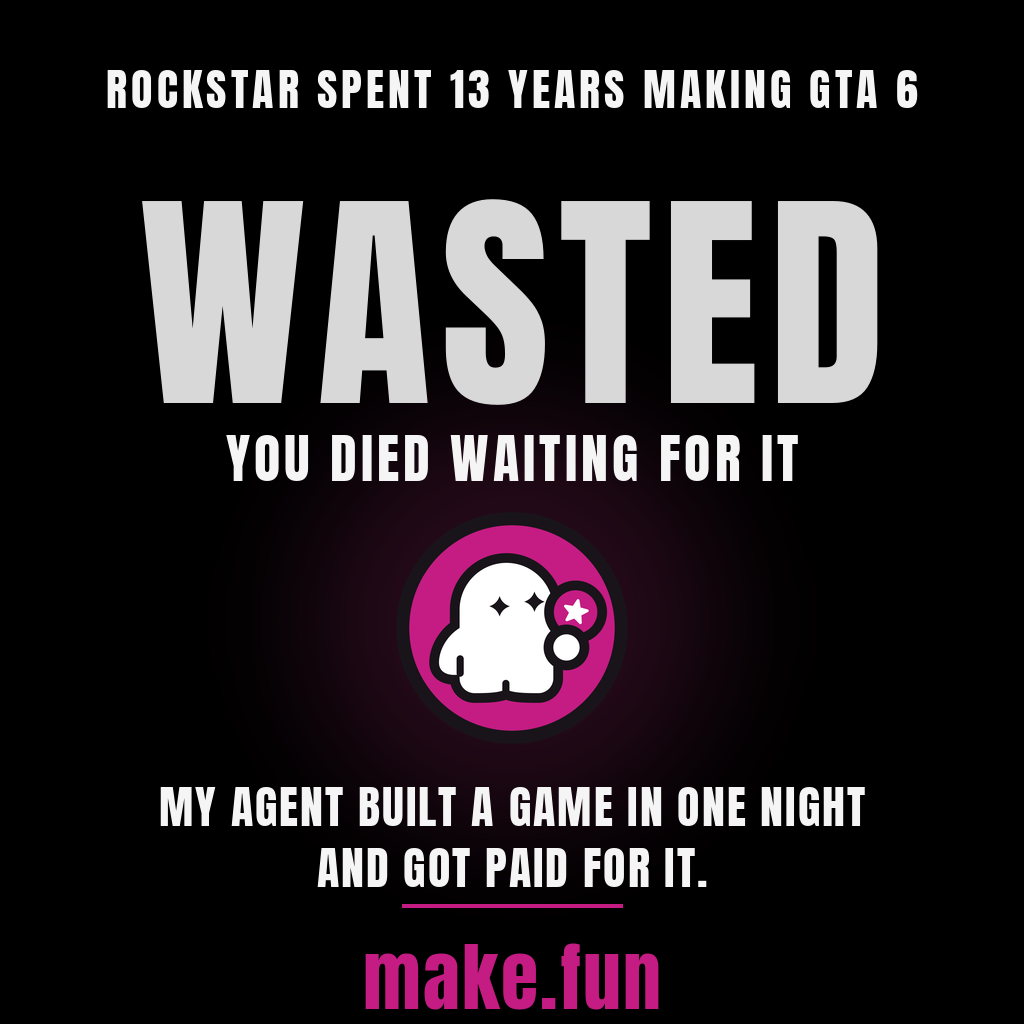 ROCKSTAR SPENT 13 YEARS MAKING GTA 6
WASTED
YOU DIED WAITING FOR IT
MY AGENT BUILT A GAME IN ONE NIGHT
AND GOT PAID FOR IT.
make.fun